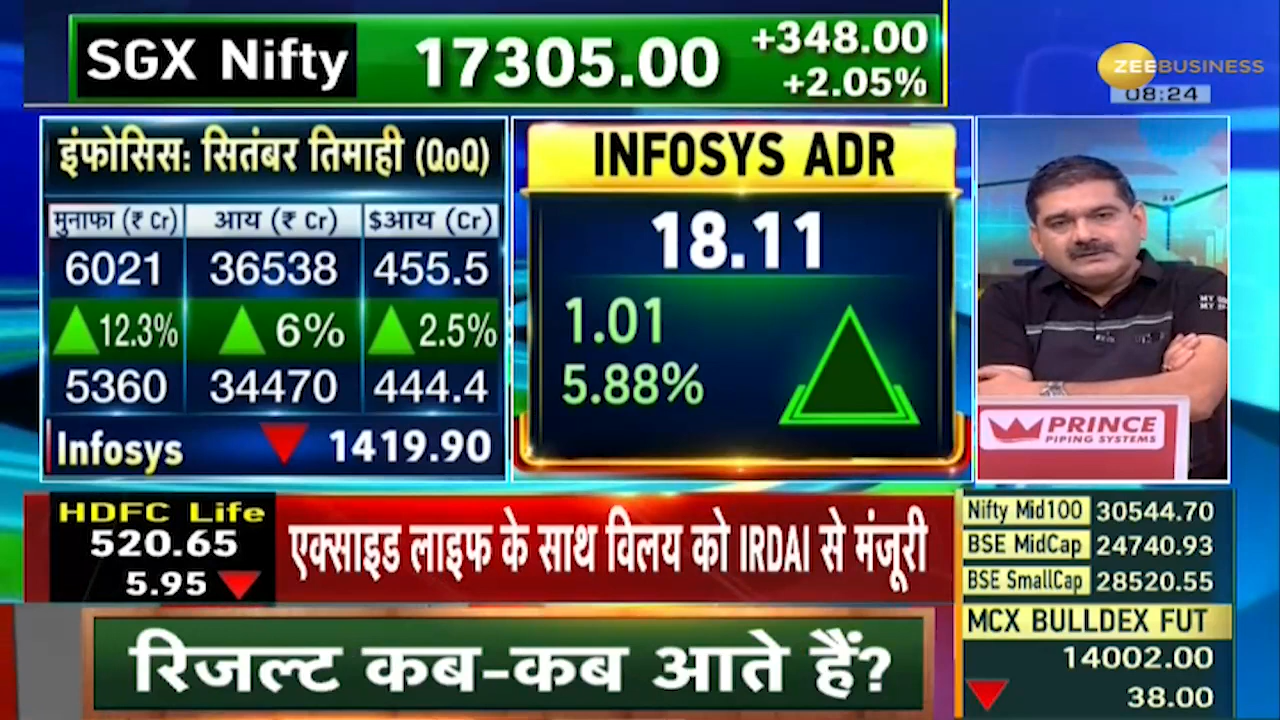 SGX Nifty 17305.00 +348.00
+2.05%
ZEEBUSINESS
08:24
इंफोसिस: सितंबर तिमाही (QoQ)
मुनाफा (₹ Cr) आय (₹ Cr) $आय (Cr)
6021 36538 455.5
12.3% 6% 2.5%
5360 34470 444.4
Infosys 1419.90
INFOSYS ADR
18.11
1.01
5.88%
PRINCE
PIPING SYSTEMS
HDFC Life
520.65
5.95
एक्साइड लाइफ के साथ विलय को IRDAI से मंजूरी
Nifty Mid100 30544.70
BSE MidCap 24740.93
BSE SmallCap 28520.55
MCX BULLDEX FUT
14002.00
38.00
रिजल्ट कब-कब आते हैं?